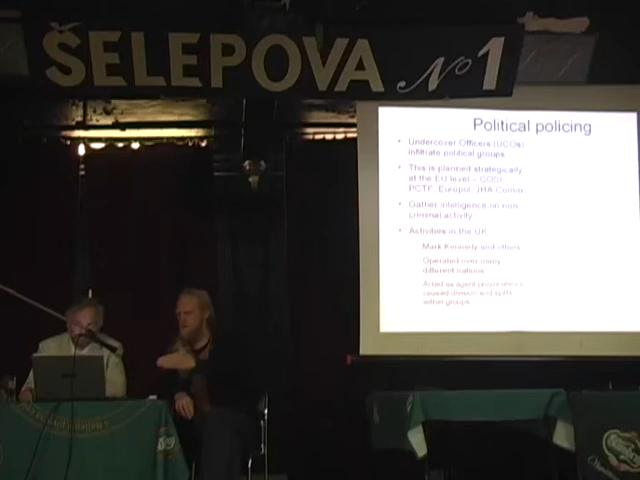 ŠELEPOVA №1
Political policing
Undercover Officers (UCOs)
infiltrate political groups
This is planned strategically
at the EU level – COSI
PCTF, Europol, JHA Comm
Gather intelligence on non
criminal activity
Activities in the UK
Mark Kennedy and others
Operated over many
different nations
Acted as agent provocateurs
caused division and splits
within groups